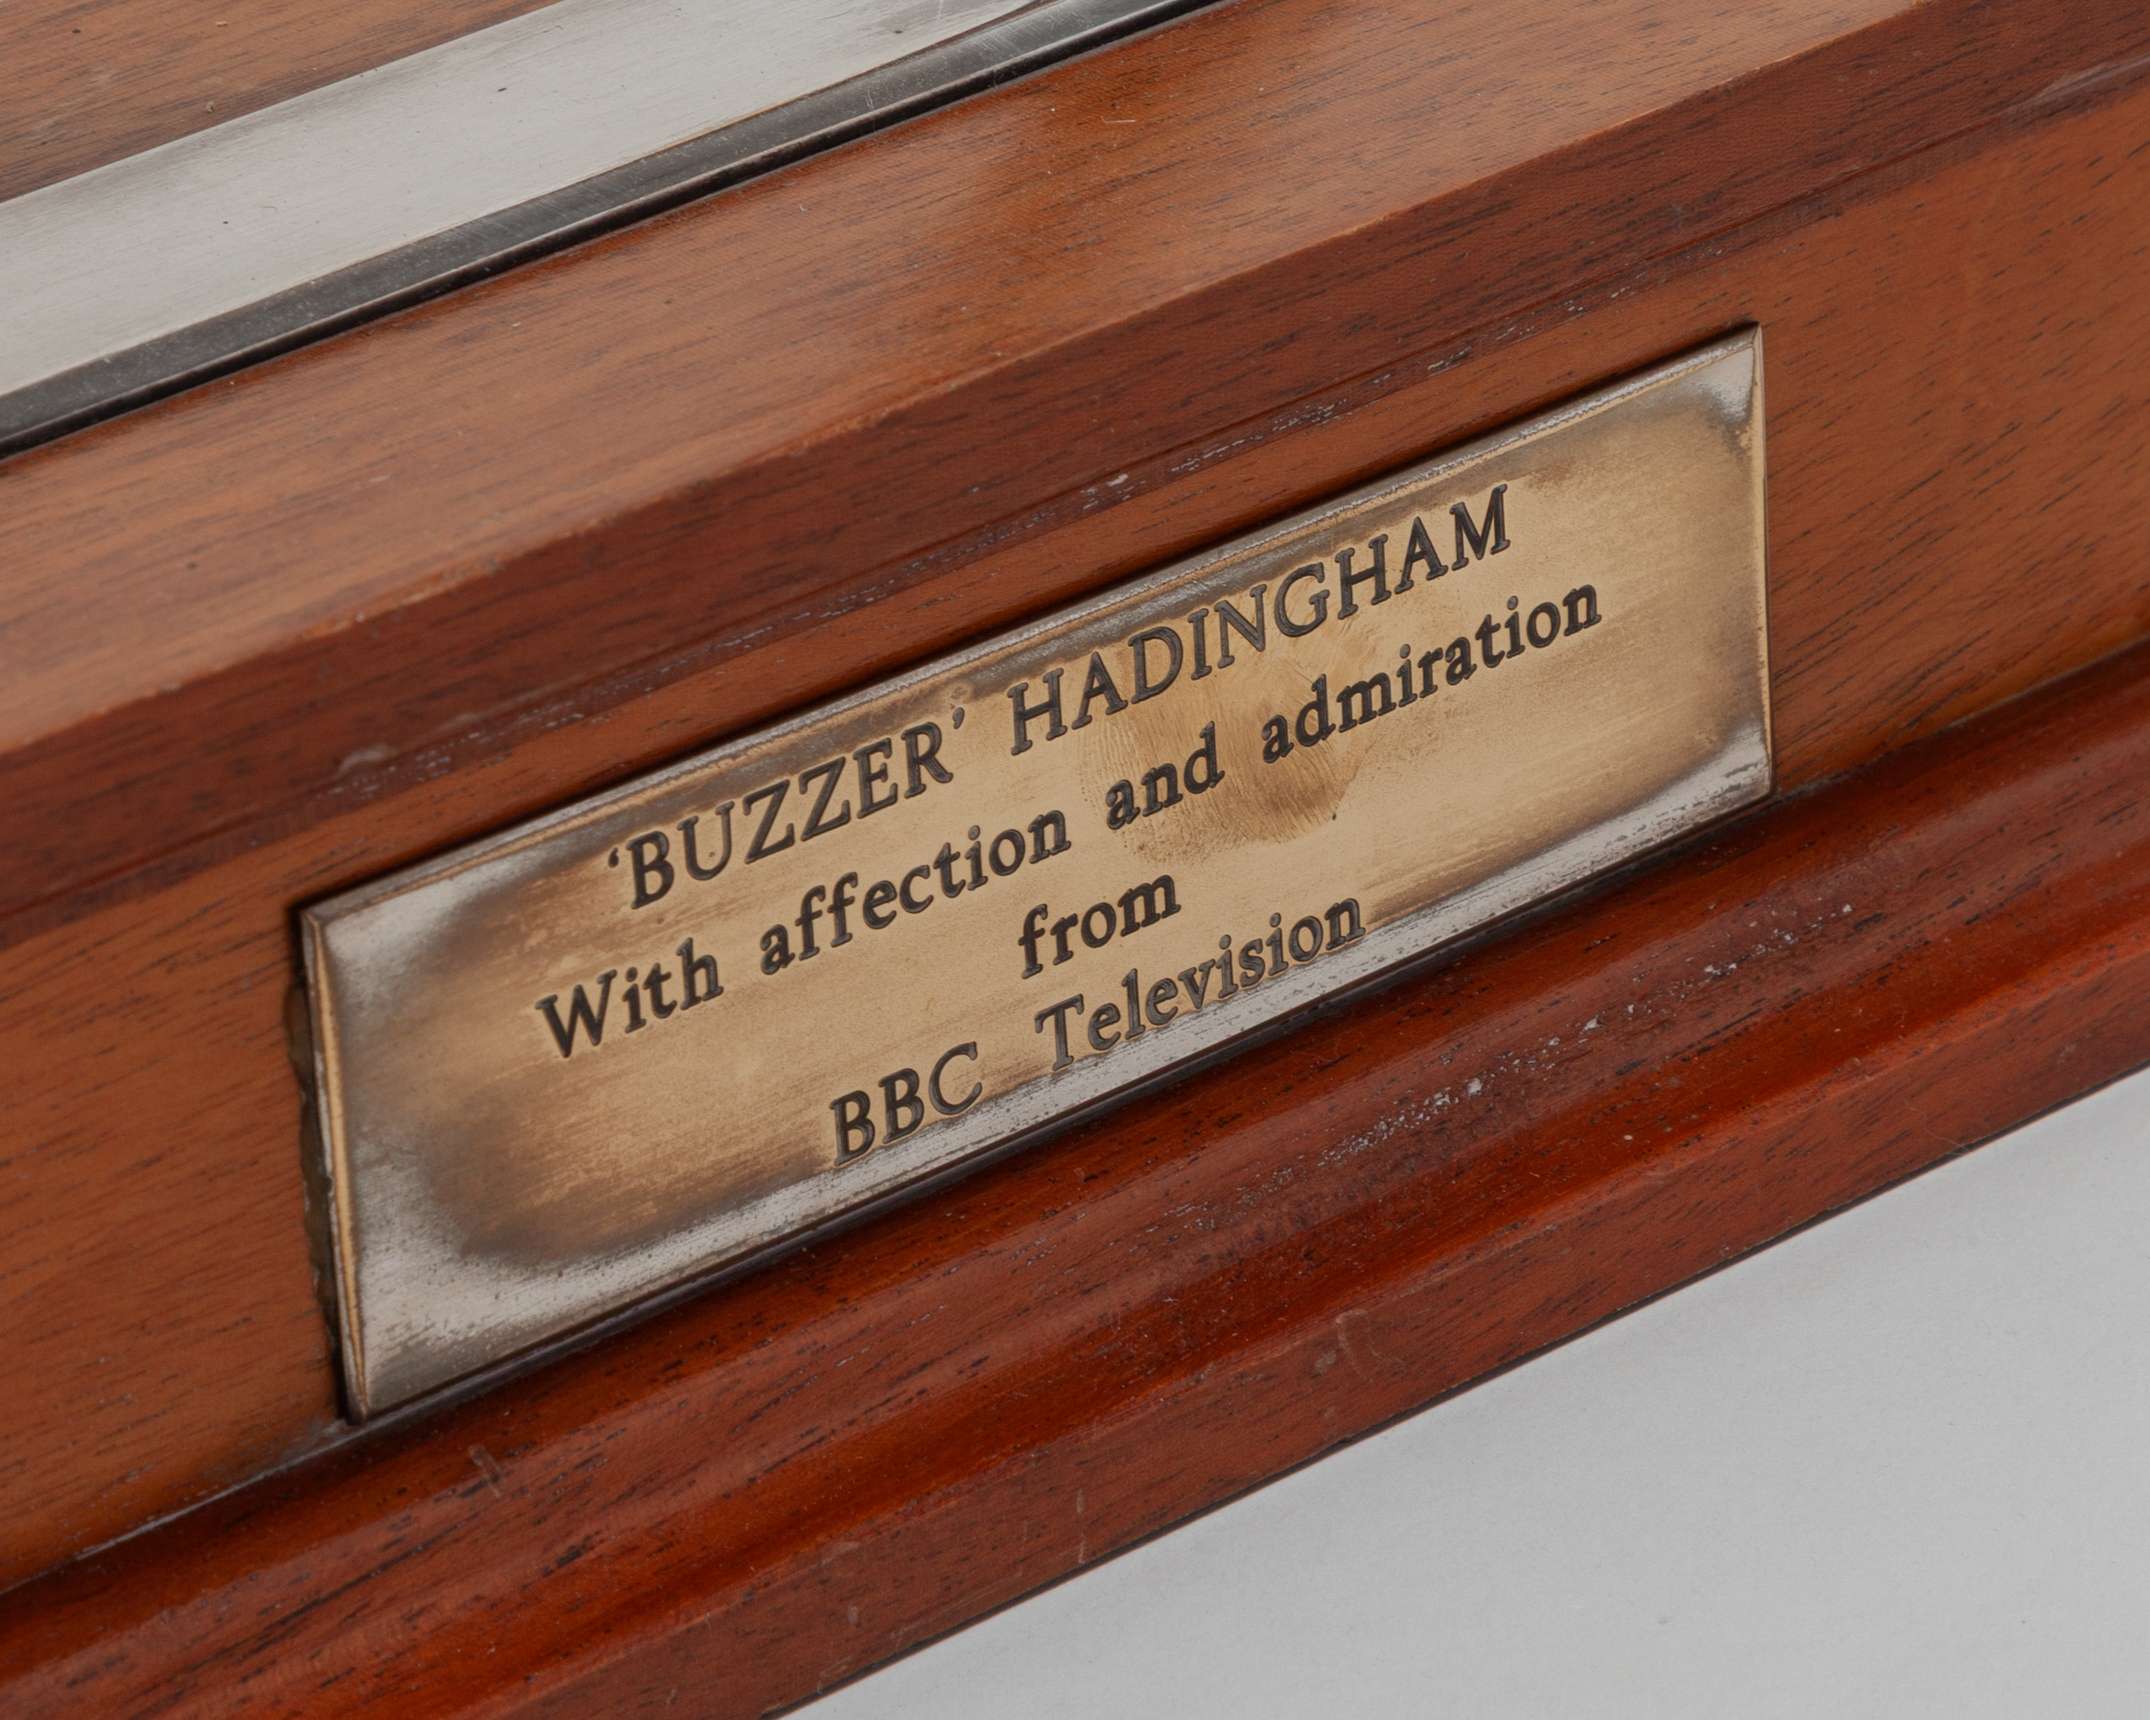 ‘BUZZER’ HADINGHAM
With affection and admiration
from
BBC Television